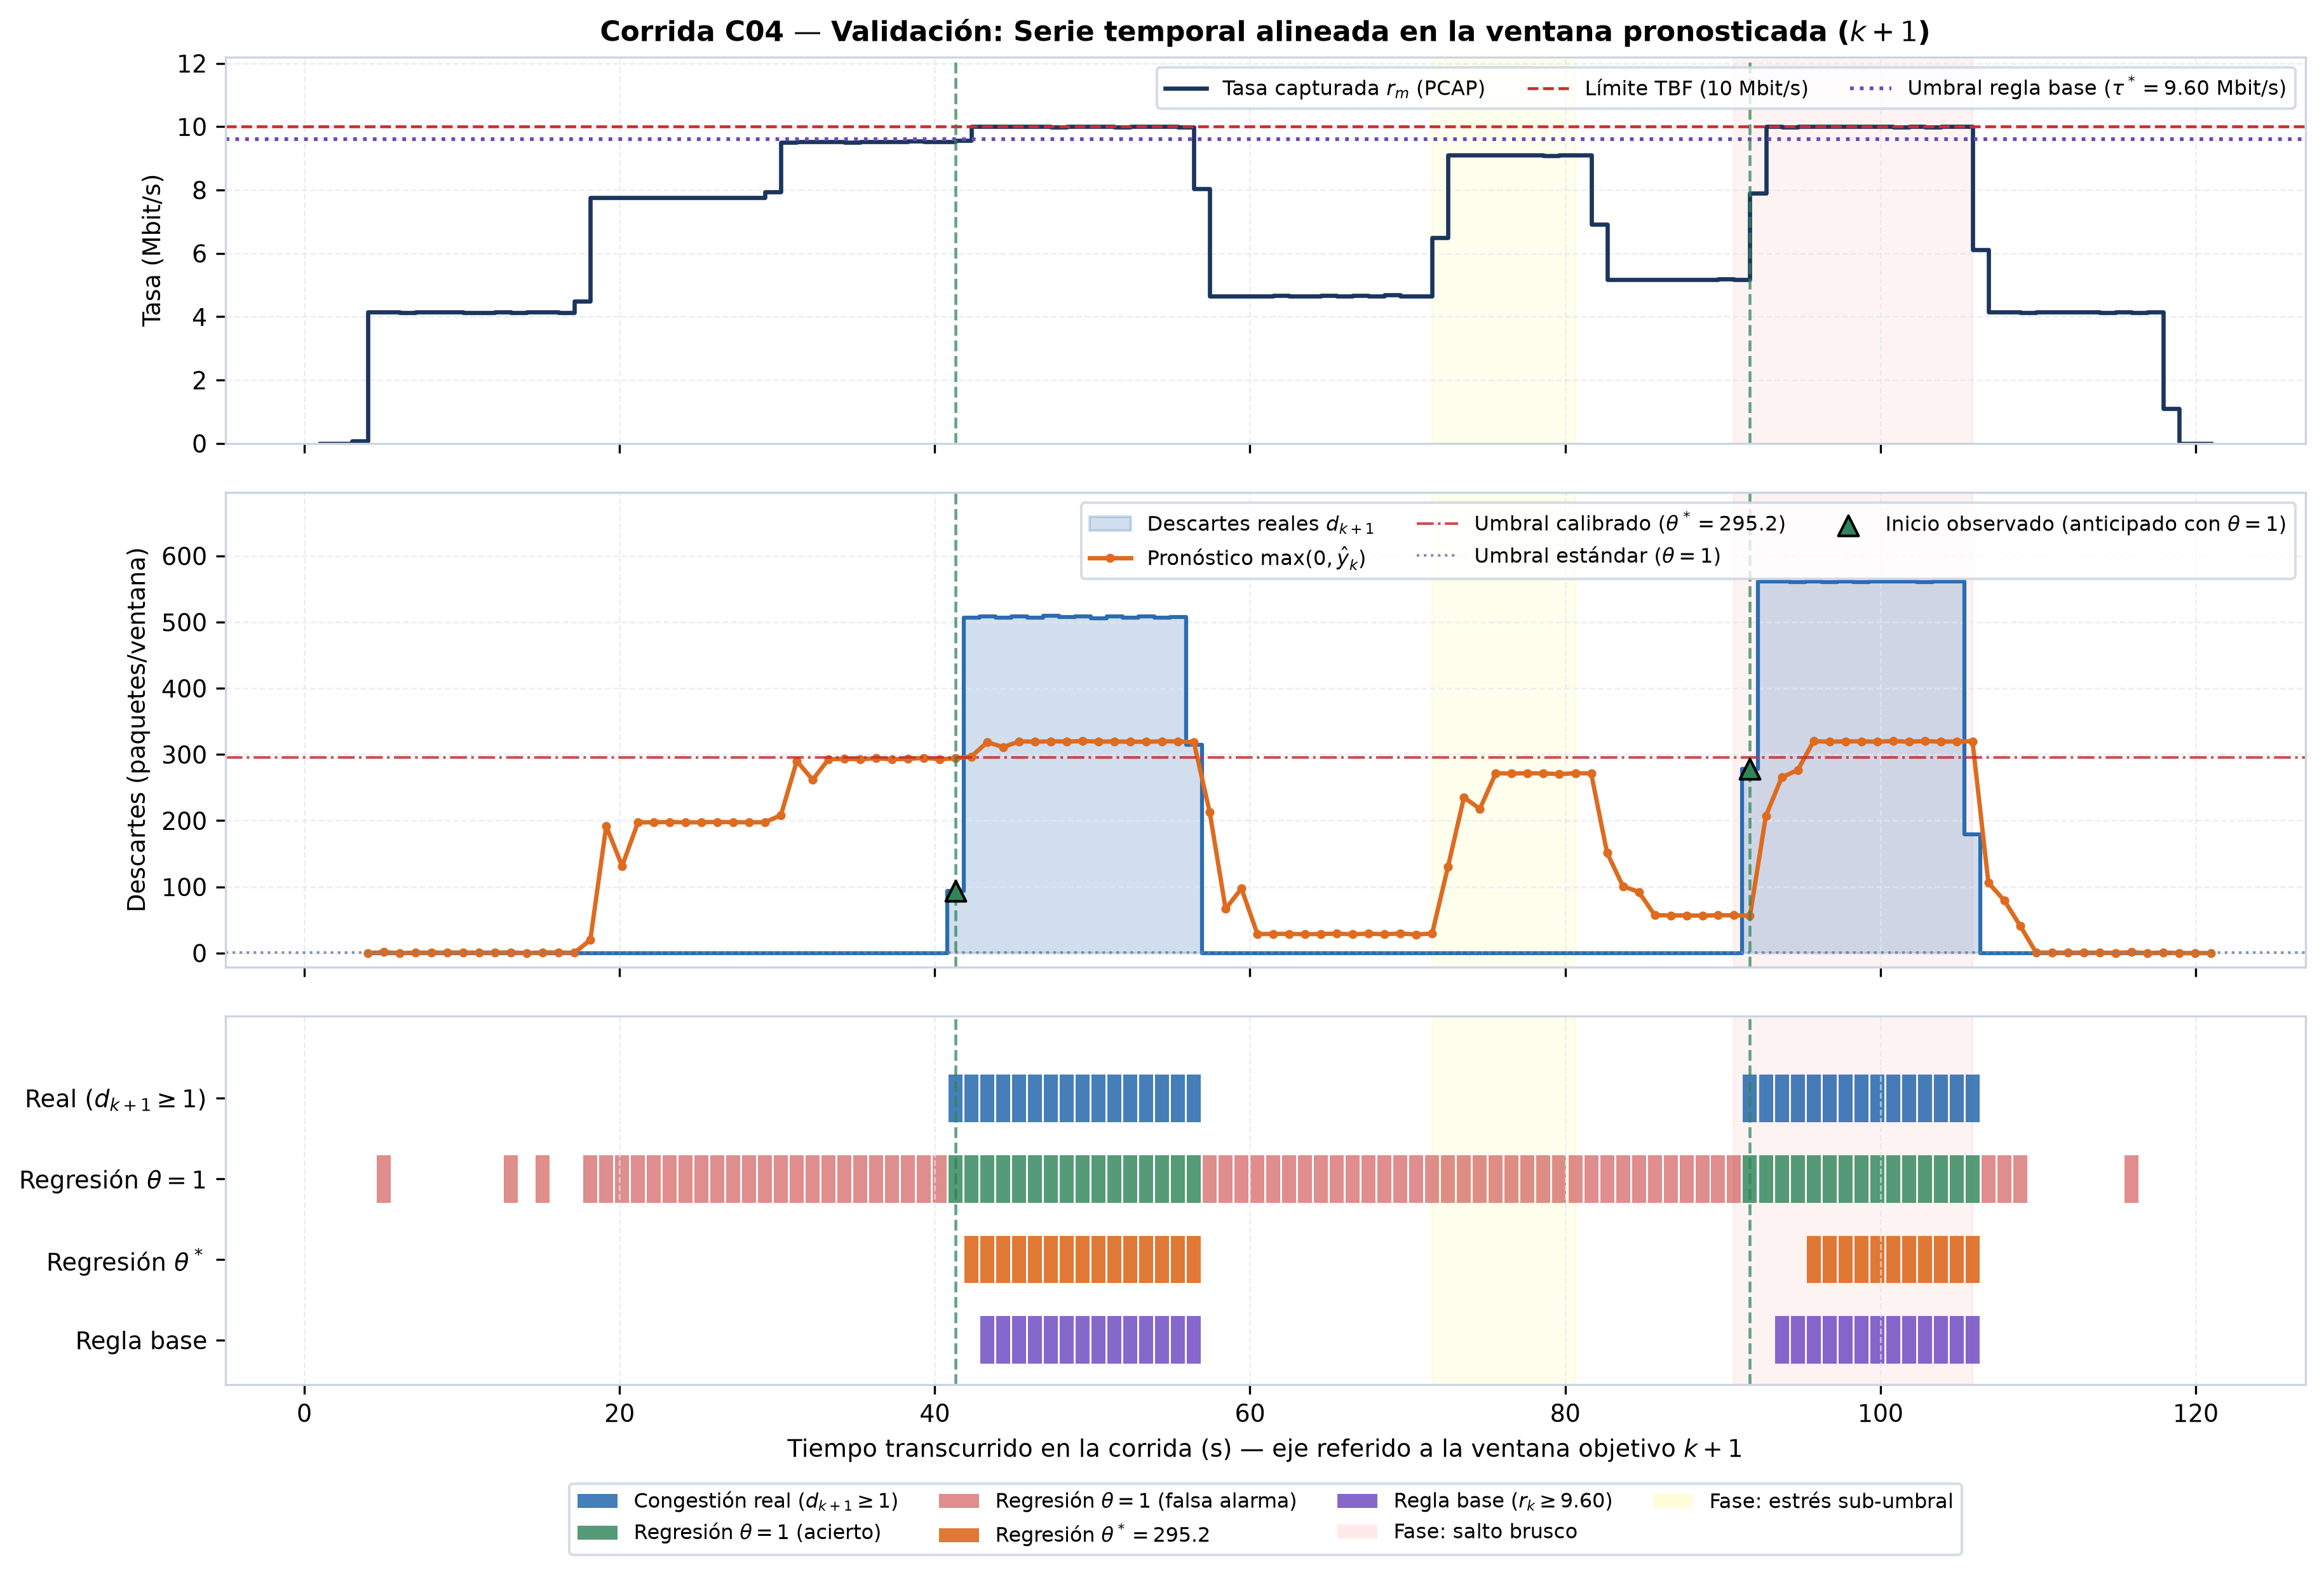 Corrida C04 — Validación: Serie temporal alineada en la ventana pronosticada (k + 1)
Tasa (Mbit/s)
12
10
8
6
4
2
0
Tasa capturada r_m (PCAP)
Límite TBF (10 Mbit/s)
Umbral regla base (τ* = 9.60 Mbit/s)
Descartes (paquetes/ventana)
600
500
400
300
200
100
0
Descartes reales d_{k+1}
Pronóstico max(0, ŷ_k)
Umbral calibrado (θ* = 295.2)
Umbral estándar (θ = 1)
Inicio observado (anticipado con θ = 1)
Real (d_{k+1} ≥ 1)
Regresión θ = 1
Regresión θ*
Regla base
0 20 40 60 80 100 120
Tiempo transcurrido en la corrida (s) — eje referido a la ventana objetivo k + 1
Congestión real (d_{k+1} ≥ 1)
Regresión θ = 1 (acierto)
Regresión θ = 1 (falsa alarma)
Regresión θ* = 295.2
Regla base (r_k ≥ 9.60)
Fase: salto brusco
Fase: estrés sub-umbral